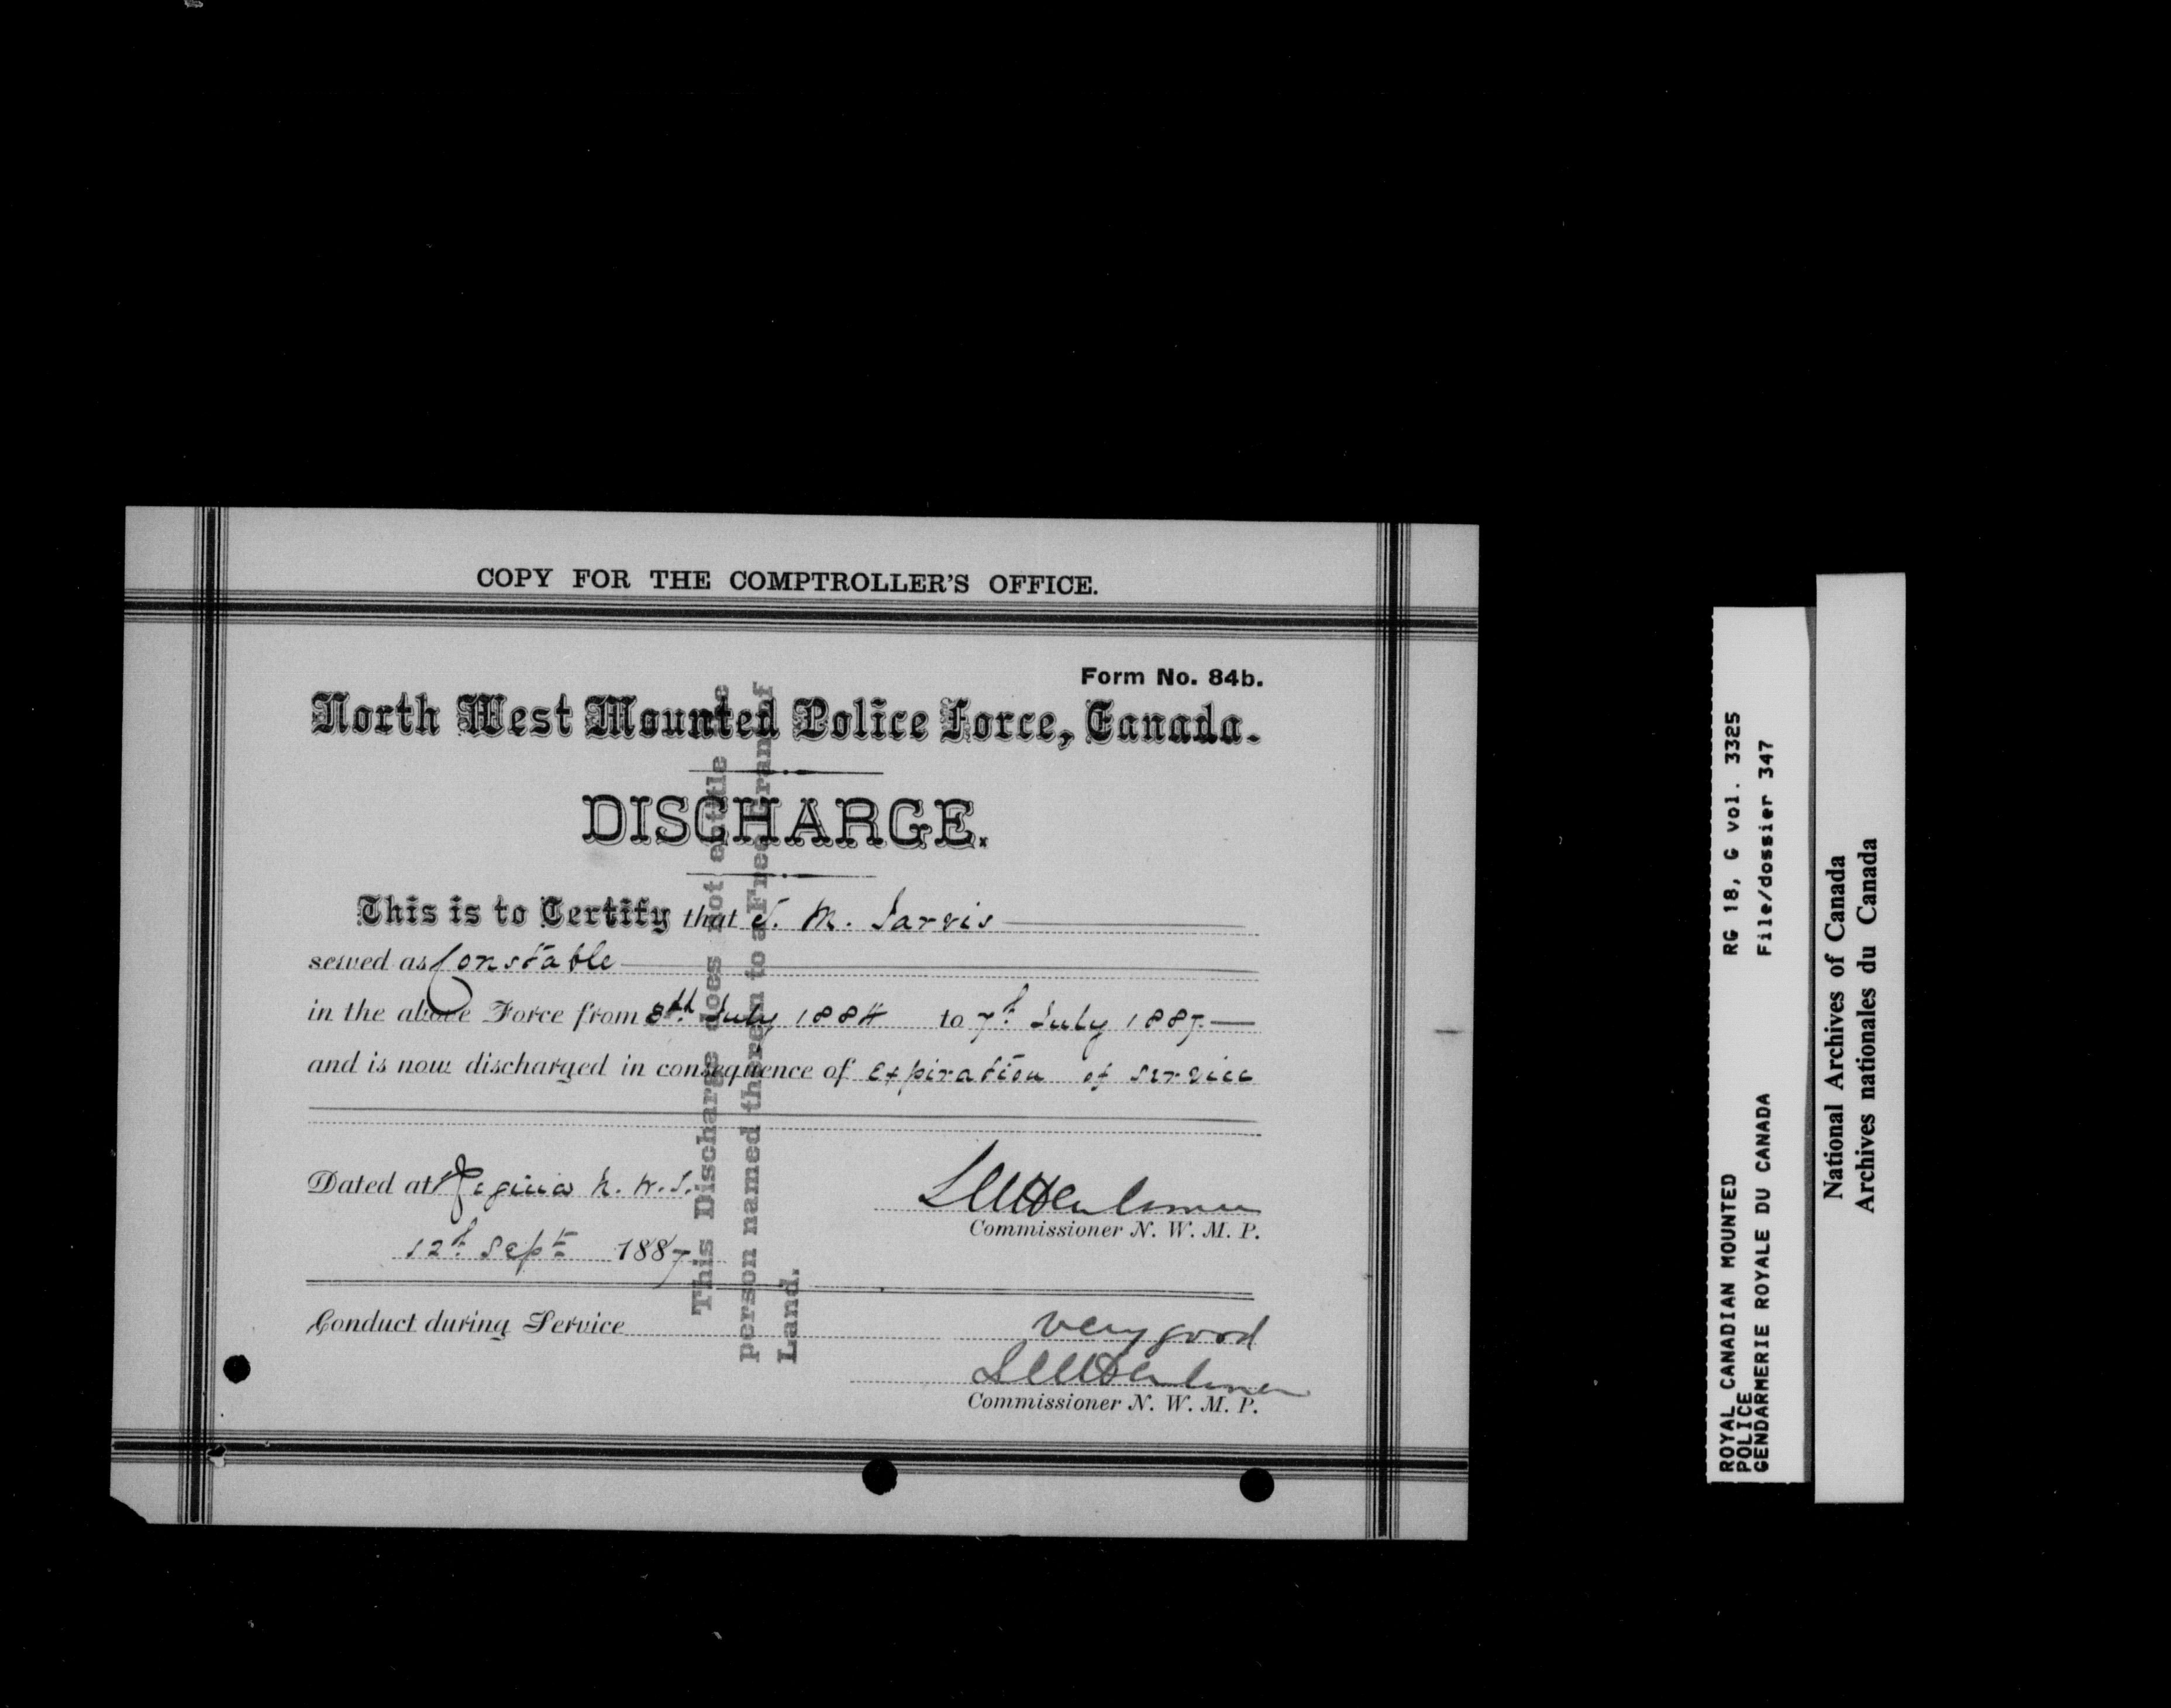 COPY FOR THE COMPTROLLER'S OFFICE.
Form No. 84b.
North West Mounted Police Force, Canada.
DISCHARGE.
This is to Certify that J. M. Jarvis
served as Constable
in the above Force from 8th July 1884 to 7th July 1887
and is now discharged in consequence of Expiration of Service
Dated at Regina N. W. T.
12th Sept 1887
Commissioner N. W. M. P.
Conduct during Service very good
Commissioner N. W. M. P.
This Discharge does not entitle the
person named therein to a Free Grant of
Land.
ROYAL CANADIAN MOUNTED RG 18, G vol. 3325
POLICE
GENDARMERIE ROYALE DU CANADA File/dossier 347
National Archives of Canada
Archives nationales du Canada